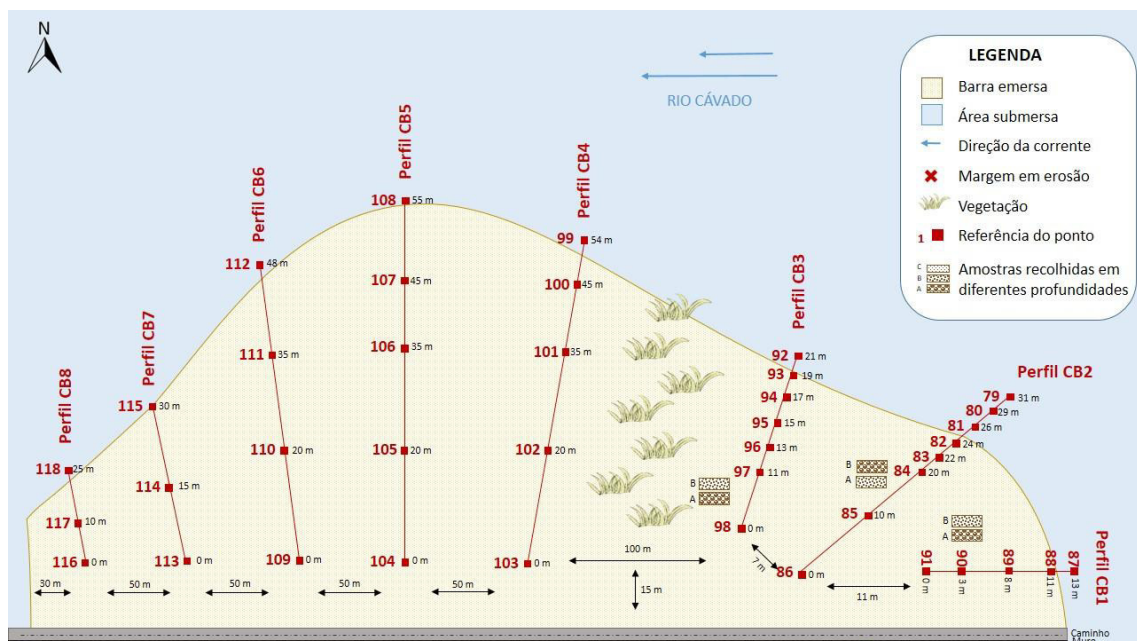 N
RIO CÁVADO
LEGENDA
Barra emersa
Área submersa
Direção da corrente
Margem em erosão
Vegetação
1 Referência do ponto
C
B
A
Amostras recolhidas em
diferentes profundidades
Perfil CB8
118 25 m
117 10 m
116 0 m
Perfil CB7
115 30 m
114 15 m
113 0 m
Perfil CB6
112 48 m
111 35 m
110 20 m
109 0 m
Perfil CB5
108 55 m
107 45 m
106 35 m
105 20 m
104 0 m
Perfil CB4
99 54 m
100 45 m
101 35 m
102 20 m
103 0 m
Perfil CB3
92 21 m
93 19 m
94 17 m
95 15 m
96 13 m
97 11 m
98 0 m
B
A
Perfil CB2
79 31 m
80 29 m
81 26 m
82 24 m
83 22 m
84 20 m
85 10 m
86 0 m
B
A
Perfil CB1
91 0 m
90 3 m
89 8 m
88 11 m
87 13 m
B
A
30 m
50 m
50 m
50 m
50 m
100 m
15 m
7 m
11 m
Caminho
Muro